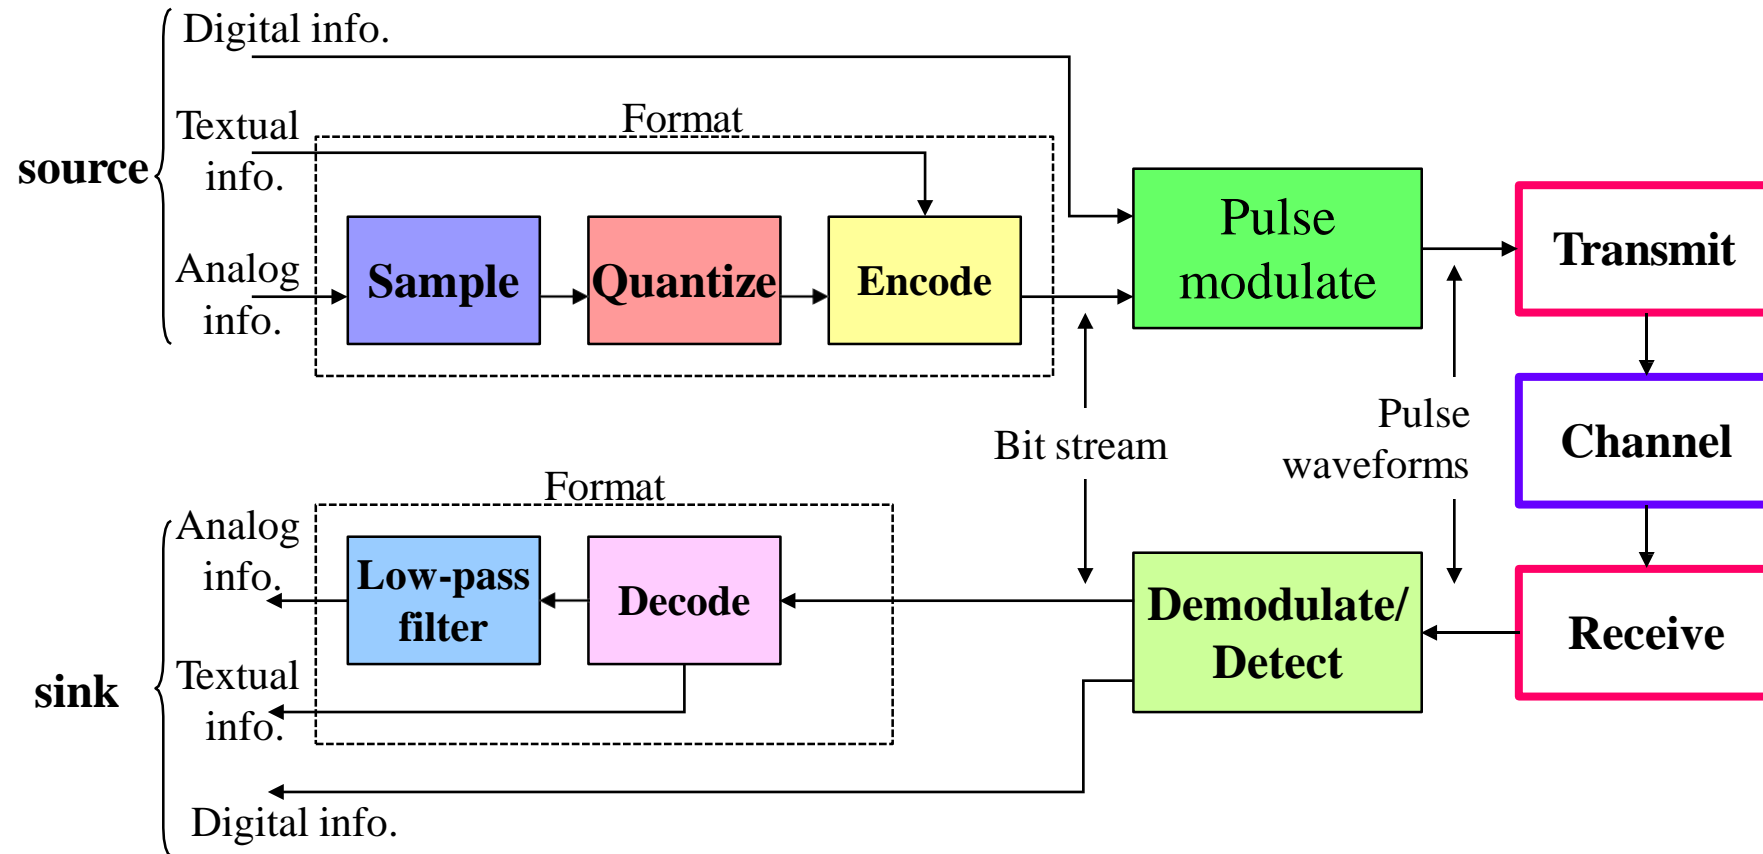 Digital info.
Textual
info.
Format
source
Analog
info.
Sample
Quantize
Encode
Pulse
modulate
Transmit
Bit stream
Pulse
waveforms
Channel
Format
Analog
info.
Low-pass
filter
Decode
Demodulate/
Detect
Receive
sink
Textual
info.
Digital info.